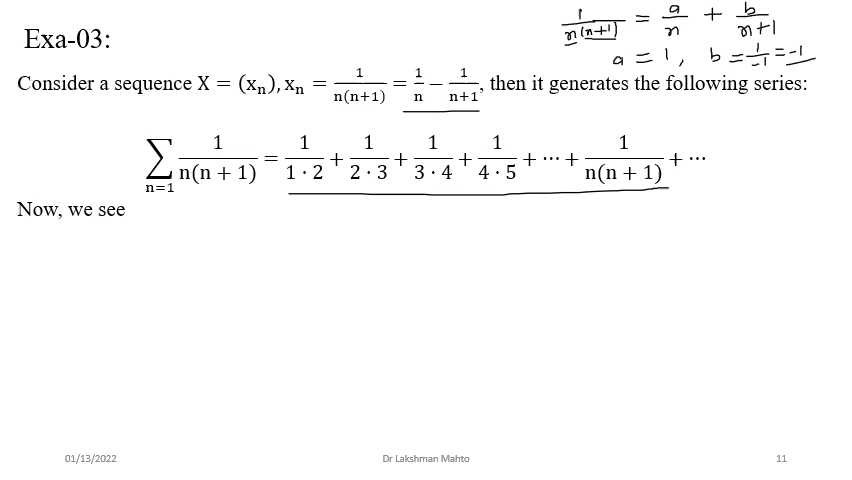 1/(n(n+1)) = a/n + b/(n+1)
a = 1, b = 1/-1 = -1
Exa-03:
Consider a sequence X = (xₙ), xₙ = 1/(n(n+1)) = 1/n − 1/(n+1), then it generates the following series:
∑ n=1 1/(n(n + 1)) = 1/(1 · 2) + 1/(2 · 3) + 1/(3 · 4) + 1/(4 · 5) + ⋯ + 1/(n(n + 1)) + ⋯
Now, we see
01/13/2022 Dr Lakshman Mahto 11